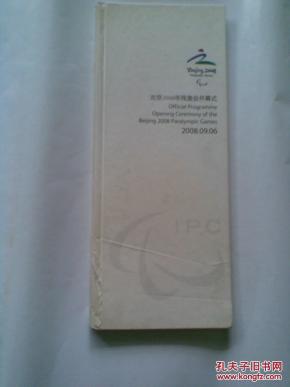 Beijing 2008
北京2008年残奥会开幕式
Official Programme
Opening Ceremony of the
Beijing 2008 Paralympic Games
2008.09.06
IPC
孔夫子旧书网